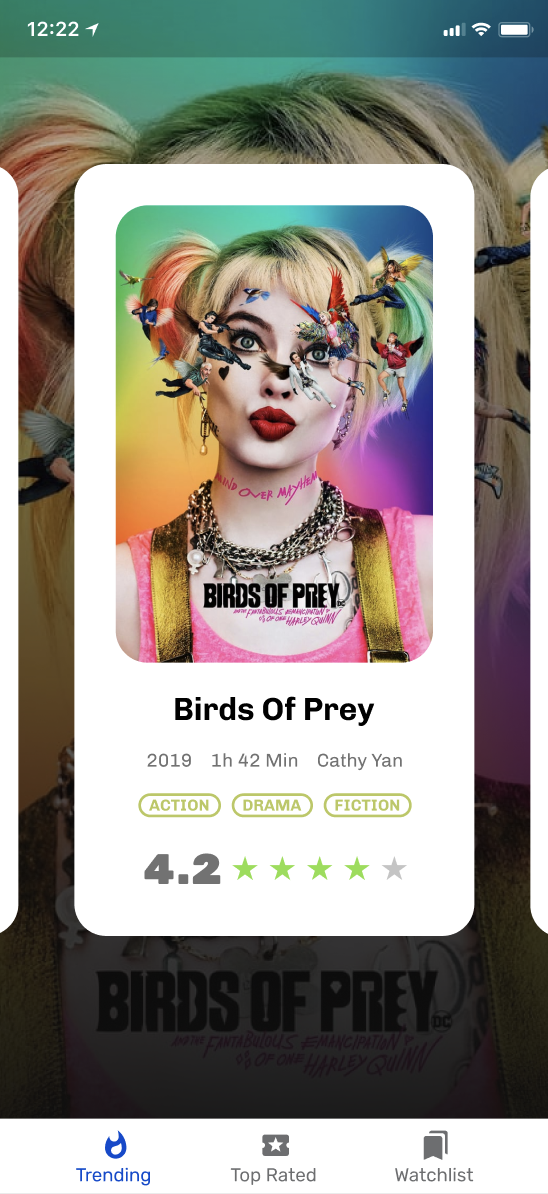 12:22
MIND OVER MAYHEM
BIRDS OF PREY
AND THE FANTABULOUS EMANCIPATION
OF ONE HARLEY QUINN
Birds Of Prey
2019 1h 42 Min Cathy Yan
ACTION DRAMA FICTION
4.2
BIRDS OF PREY DC
AND THE FANTABULOUS EMANCIPATION
OF ONE HARLEY QUINN
Trending Top Rated Watchlist